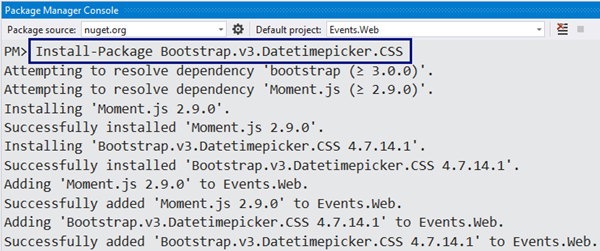 Package Manager Console
Package source: nuget.org Default project: Events.Web
PM> Install-Package Bootstrap.v3.Datetimepicker.CSS
Attempting to resolve dependency 'bootstrap (≥ 3.0.0)'.
Attempting to resolve dependency 'Moment.js (≥ 2.9.0)'.
Installing 'Moment.js 2.9.0'.
Successfully installed 'Moment.js 2.9.0'.
Installing 'Bootstrap.v3.Datetimepicker.CSS 4.7.14.1'.
Successfully installed 'Bootstrap.v3.Datetimepicker.CSS 4.7.14.1'.
Adding 'Moment.js 2.9.0' to Events.Web.
Successfully added 'Moment.js 2.9.0' to Events.Web.
Adding 'Bootstrap.v3.Datetimepicker.CSS 4.7.14.1' to Events.Web.
Successfully added 'Bootstrap.v3.Datetimepicker.CSS 4.7.14.1' to Events.Web.